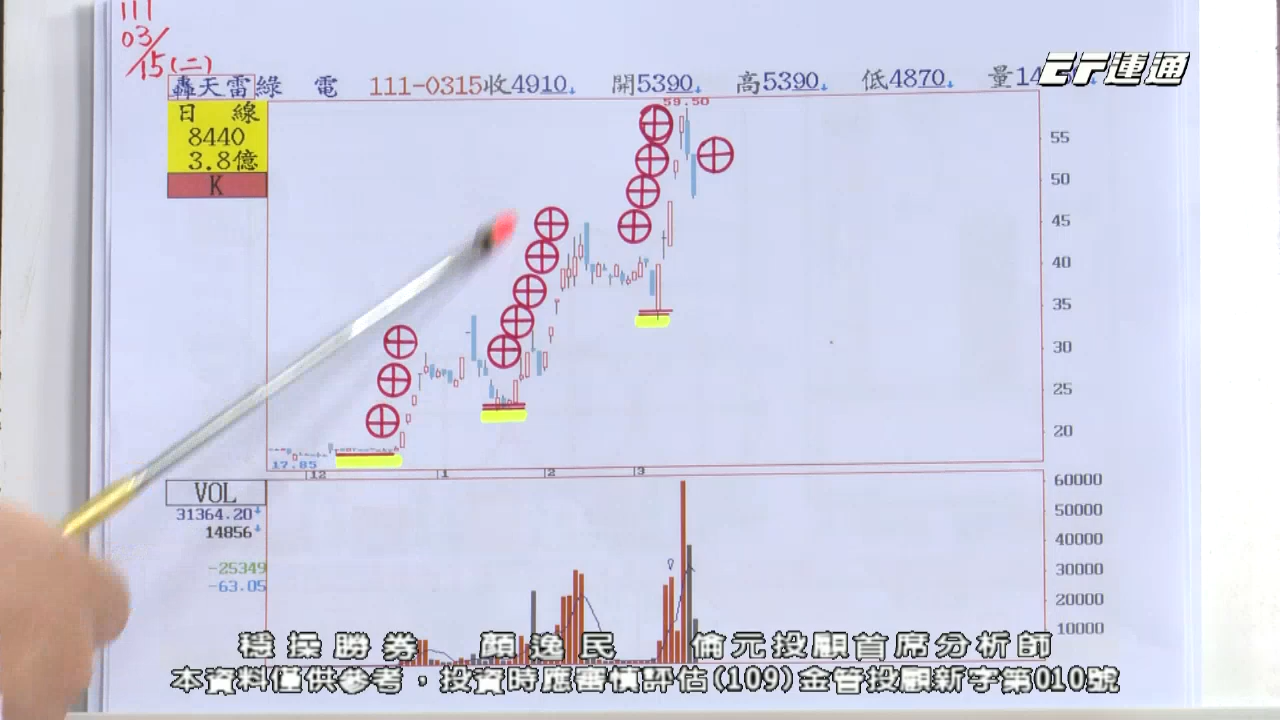 111
03/
15(二)
轟天雷綠 電 111-0315收4910↓ 開5390↓ 高5390↓ 低4870↓ 量14
運通
日 線
8440
3.8億
K
59.50
55
50
45
40
35
30
25
20
17.85
12 1 2 3
VOL
31364.20↓
14856↓
-25349
-63.05
60000
50000
40000
30000
20000
10000
穩操勝券 顏逸民 倫元投顧首席分析師
本資料僅供參考，投資時應審慎評估(109)金管投顧新字第010號